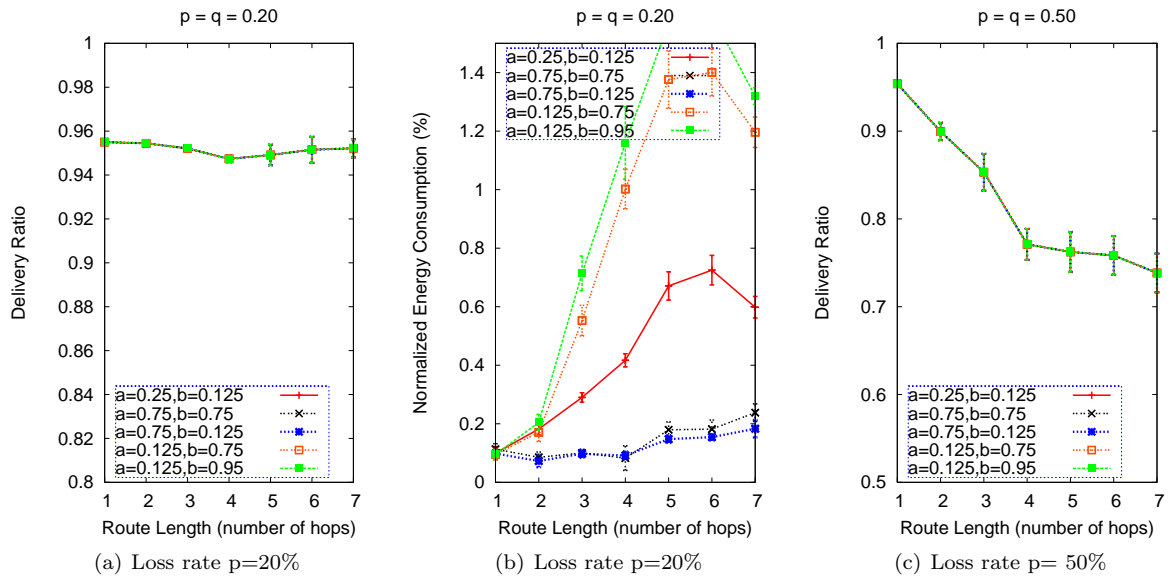 p = q = 0.20
1
0.98
0.96
0.94
0.92
0.9
0.88
0.86
0.84
0.82
0.8
Delivery Ratio
a=0.25,b=0.125
a=0.75,b=0.75
a=0.75,b=0.125
a=0.125,b=0.75
a=0.125,b=0.95
1 2 3 4 5 6 7
Route Length (number of hops)
(a) Loss rate p=20%
p = q = 0.20
1.4
1.2
1
0.8
0.6
0.4
0.2
0
Normalized Energy Consumption (%)
a=0.25,b=0.125
a=0.75,b=0.75
a=0.75,b=0.125
a=0.125,b=0.75
a=0.125,b=0.95
1 2 3 4 5 6 7
Route Length (number of hops)
(b) Loss rate p=20%
p = q = 0.50
1
0.9
0.8
0.7
0.6
0.5
Delivery Ratio
a=0.25,b=0.125
a=0.75,b=0.75
a=0.75,b=0.125
a=0.125,b=0.75
a=0.125,b=0.95
1 2 3 4 5 6 7
Route Length (number of hops)
(c) Loss rate p= 50%